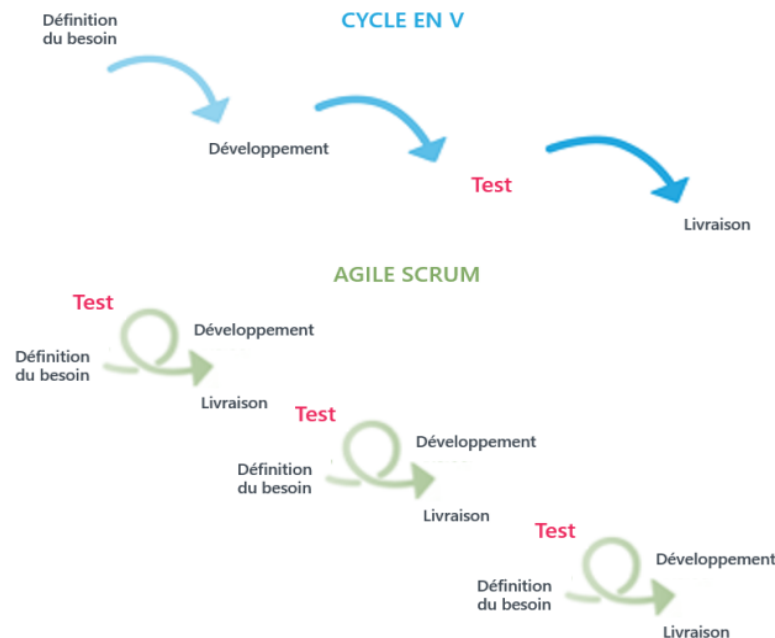 Définition
du besoin
CYCLE EN V
Développement
Test
Livraison
AGILE SCRUM
Test
Développement
Définition
du besoin
Livraison
Test
Développement
Définition
du besoin
Livraison
Test
Développement
Définition
du besoin
Livraison